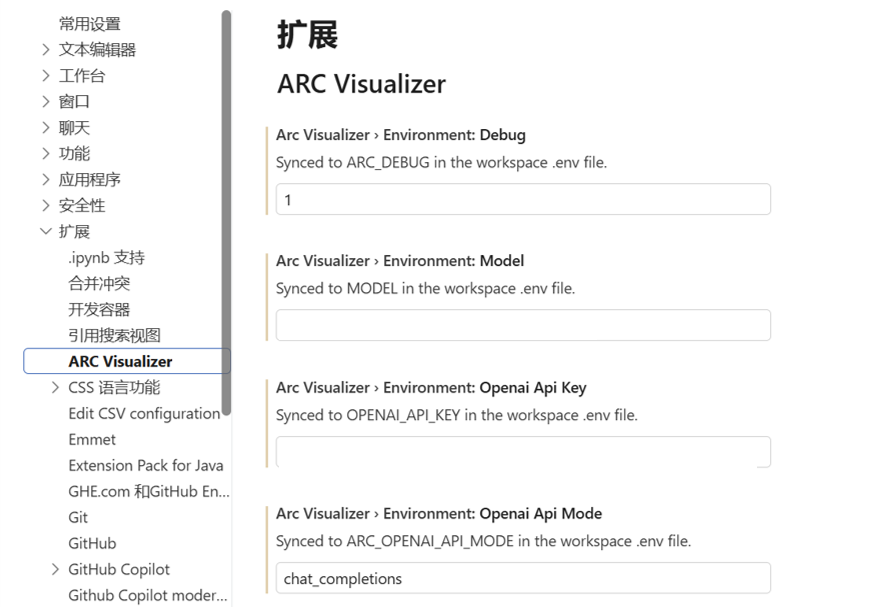 常用设置
文本编辑器
工作台
窗口
聊天
功能
应用程序
安全性
扩展
.ipynb 支持
合并冲突
开发容器
引用搜索视图
ARC Visualizer
CSS 语言功能
Edit CSV configuration
Emmet
Extension Pack for Java
GHE.com 和GitHub En...
Git
GitHub
GitHub Copilot
Github Copilot moder...
扩展
ARC Visualizer
Arc Visualizer › Environment: Debug
Synced to ARC_DEBUG in the workspace .env file.
1
Arc Visualizer › Environment: Model
Synced to MODEL in the workspace .env file.
Arc Visualizer › Environment: Openai Api Key
Synced to OPENAI_API_KEY in the workspace .env file.
Arc Visualizer › Environment: Openai Api Mode
Synced to ARC_OPENAI_API_MODE in the workspace .env file.
chat_completions